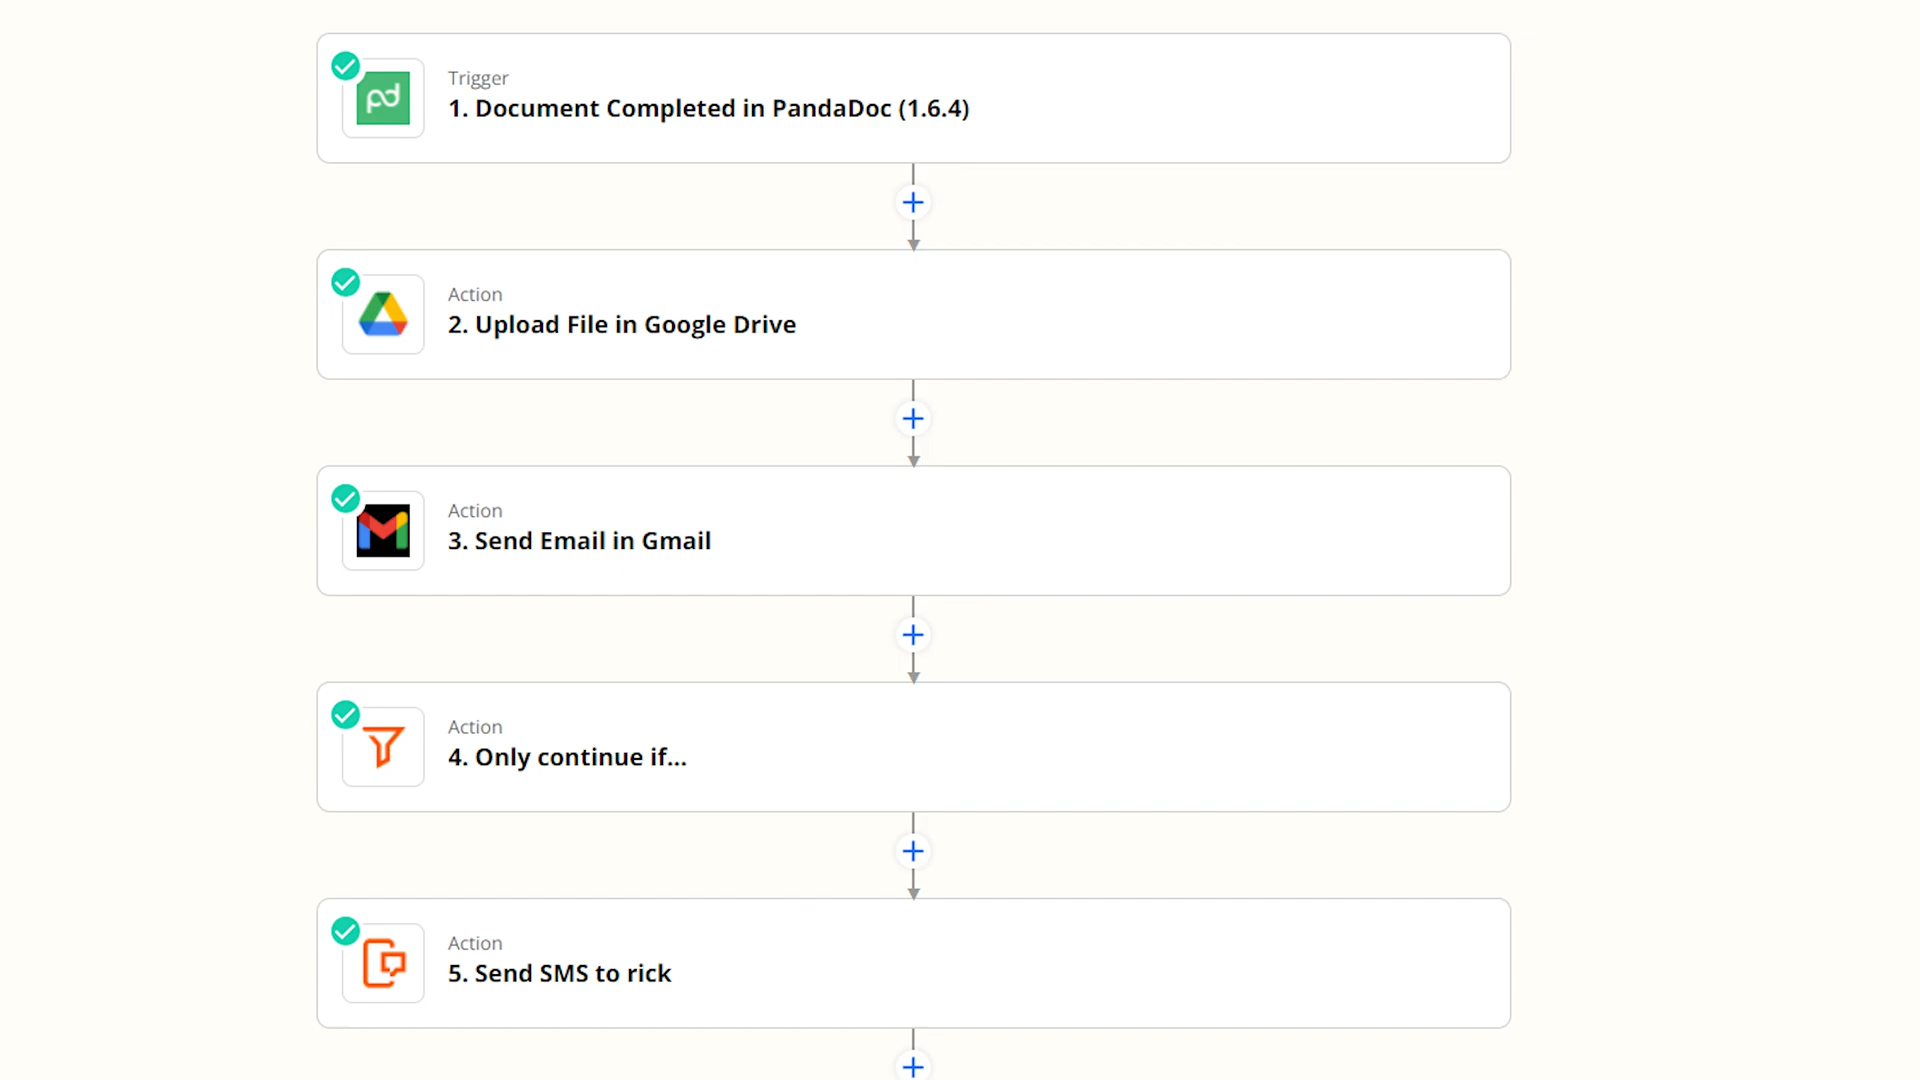 Trigger
1. Document Completed in PandaDoc (1.6.4)
Action
2. Upload File in Google Drive
Action
3. Send Email in Gmail
Action
4. Only continue if...
Action
5. Send SMS to rick